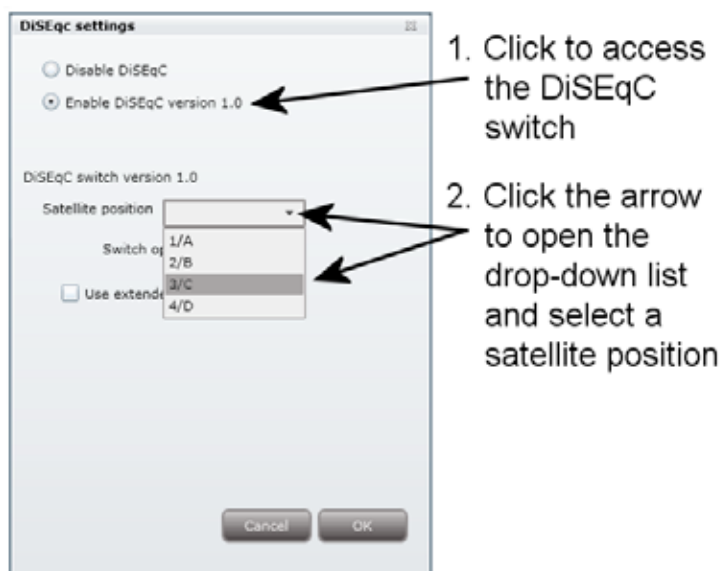 DiSEqc settings
Disable DiSEqC
Enable DiSEqC version 1.0
DiSEqC switch version 1.0
Satellite position
1/A
Switch op
2/B
3/C
Use extende
4/D
Cancel OK
1. Click to access
the DiSEqC
switch
2. Click the arrow
to open the
drop-down list
and select a
satellite position